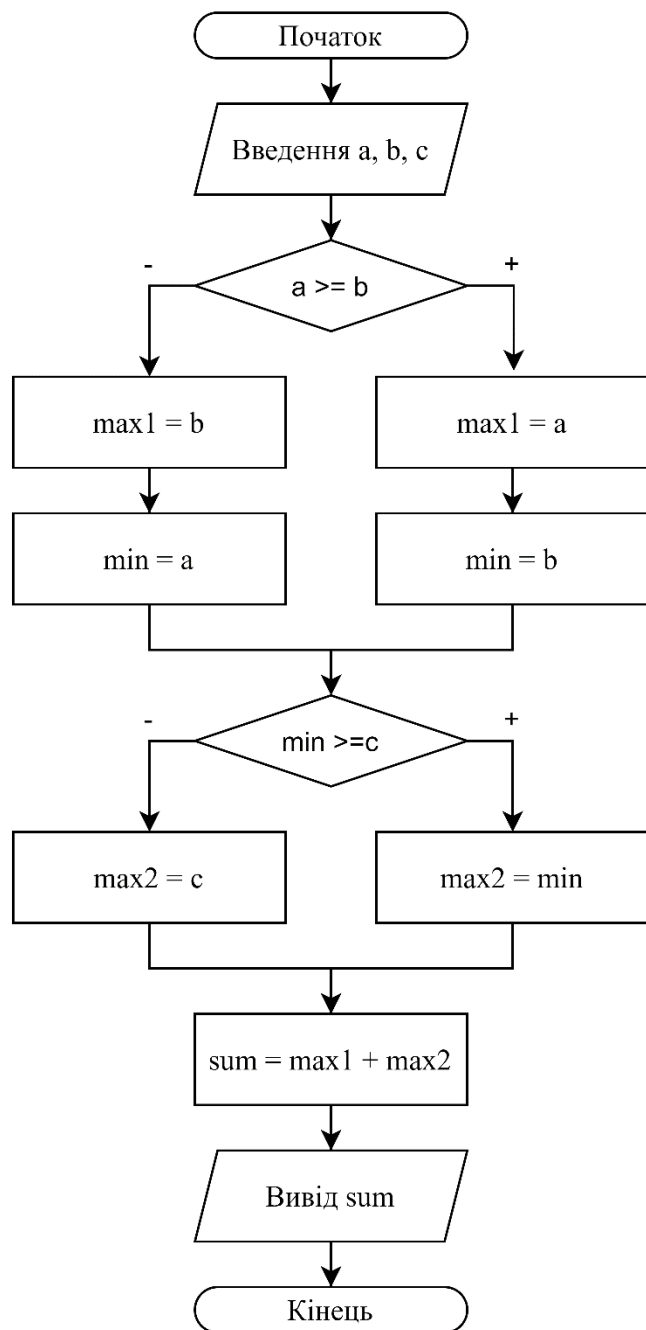 Початок
Введення a, b, c
-
+
a >= b
max1 = b
max1 = a
min = a
min = b
-
+
min >=c
max2 = c
max2 = min
sum = max1 + max2
Вивід sum
Кінець